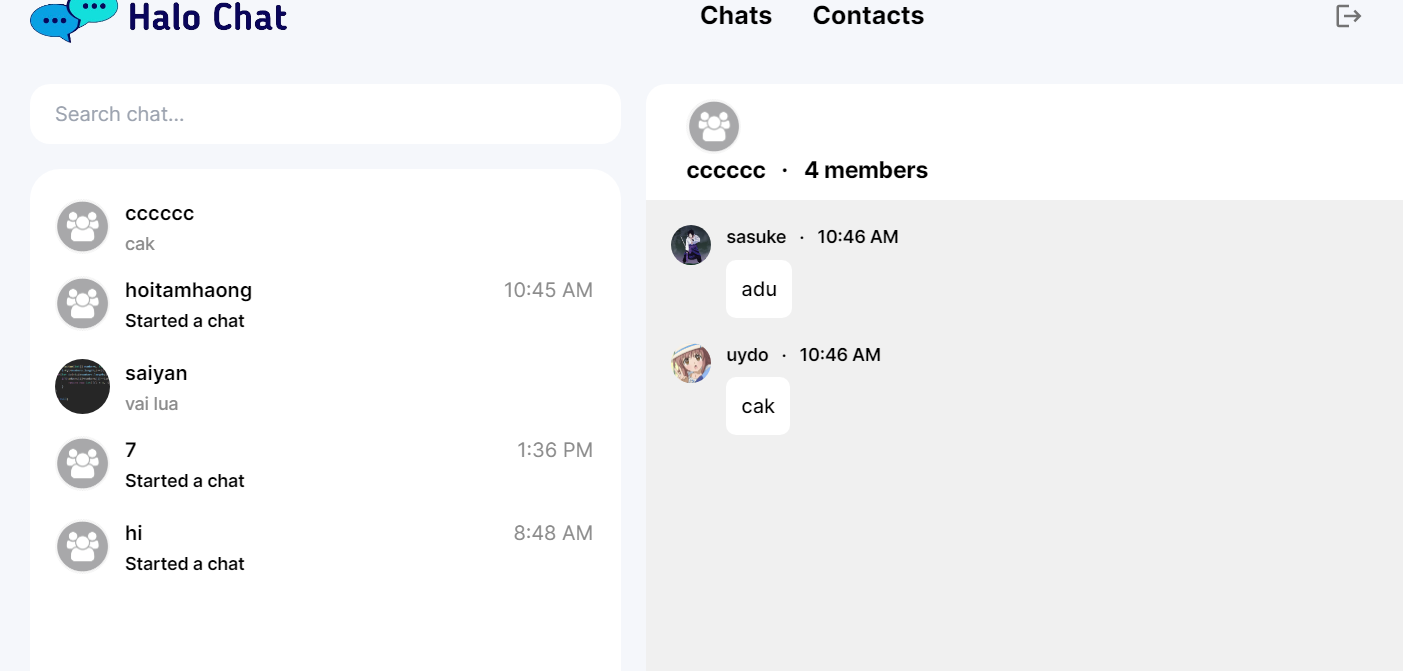 Halo Chat
Chats
Contacts
Search chat...
cccccc
cak
hoitamhaong
10:45 AM
Started a chat
saiyan
vai lua
7
1:36 PM
Started a chat
hi
8:48 AM
Started a chat
cccccc · 4 members
sasuke · 10:46 AM
adu
uydo · 10:46 AM
cak